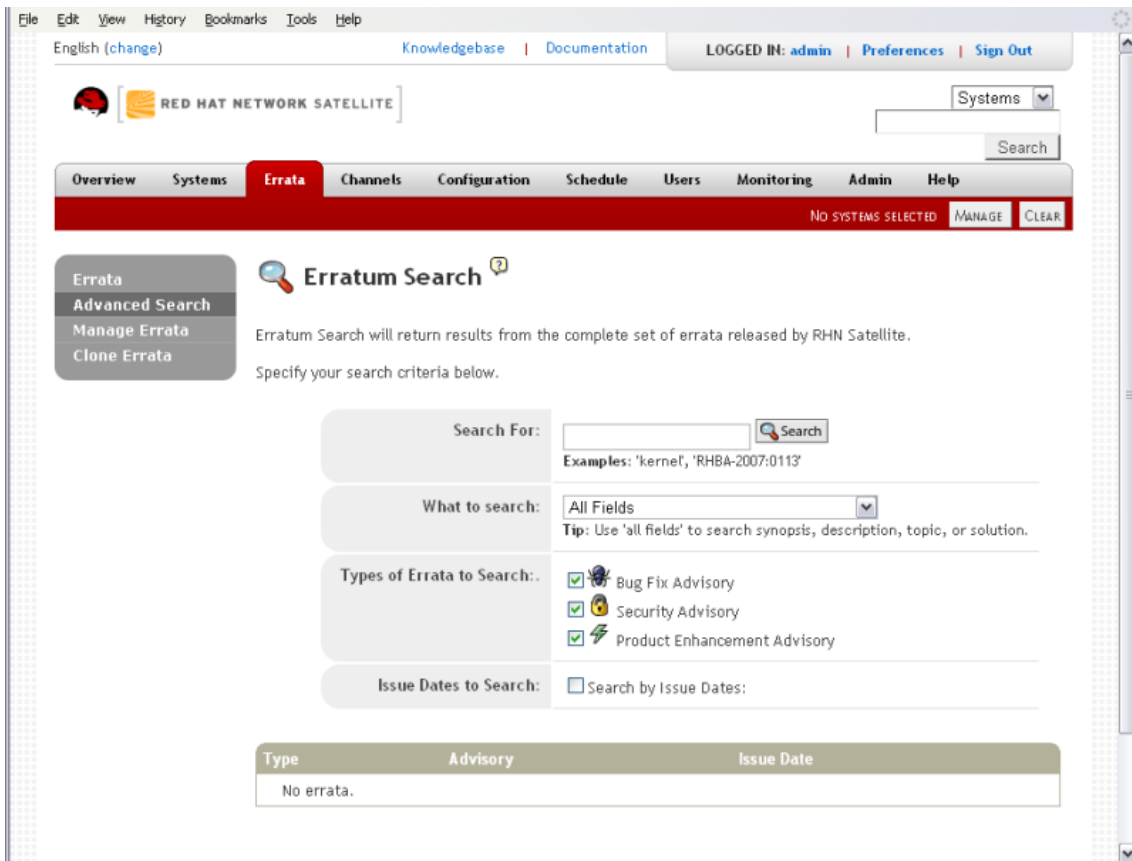 File Edit View History Bookmarks Tools Help
English (change) Knowledgebase | Documentation LOGGED IN: admin | Preferences | Sign Out
RED HAT NETWORK SATELLITE
Systems
Search
Overview Systems Errata Channels Configuration Schedule Users Monitoring Admin Help
NO SYSTEMS SELECTED MANAGE CLEAR
Errata
Advanced Search
Manage Errata
Clone Errata
Erratum Search ?
Erratum Search will return results from the complete set of errata released by RHN Satellite.
Specify your search criteria below.
Search For: Search
Examples: 'kernel', 'RHBA-2007:0113'
What to search: All Fields
Tip: Use 'all fields' to search synopsis, description, topic, or solution.
Types of Errata to Search:. Bug Fix Advisory
Security Advisory
Product Enhancement Advisory
Issue Dates to Search: Search by Issue Dates:
Type Advisory Issue Date
No errata.